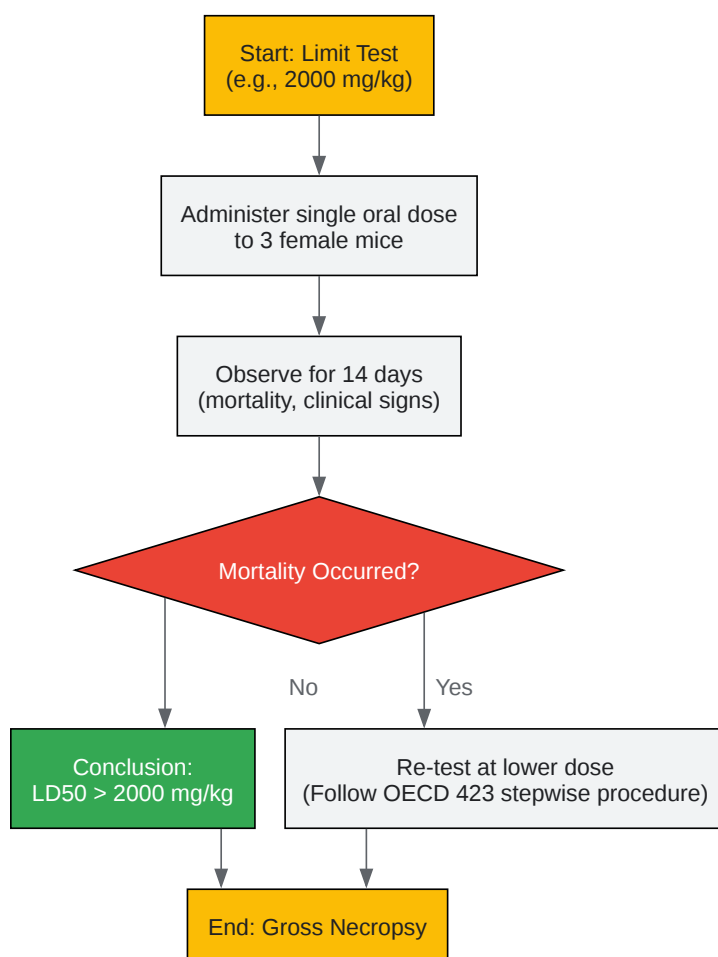 Start: Limit Test
(e.g., 2000 mg/kg)
Administer single oral dose
to 3 female mice
Observe for 14 days
(mortality, clinical signs)
Mortality Occurred?
No
Yes
Conclusion:
LD50 > 2000 mg/kg
Re-test at lower dose
(Follow OECD 423 stepwise procedure)
End: Gross Necropsy